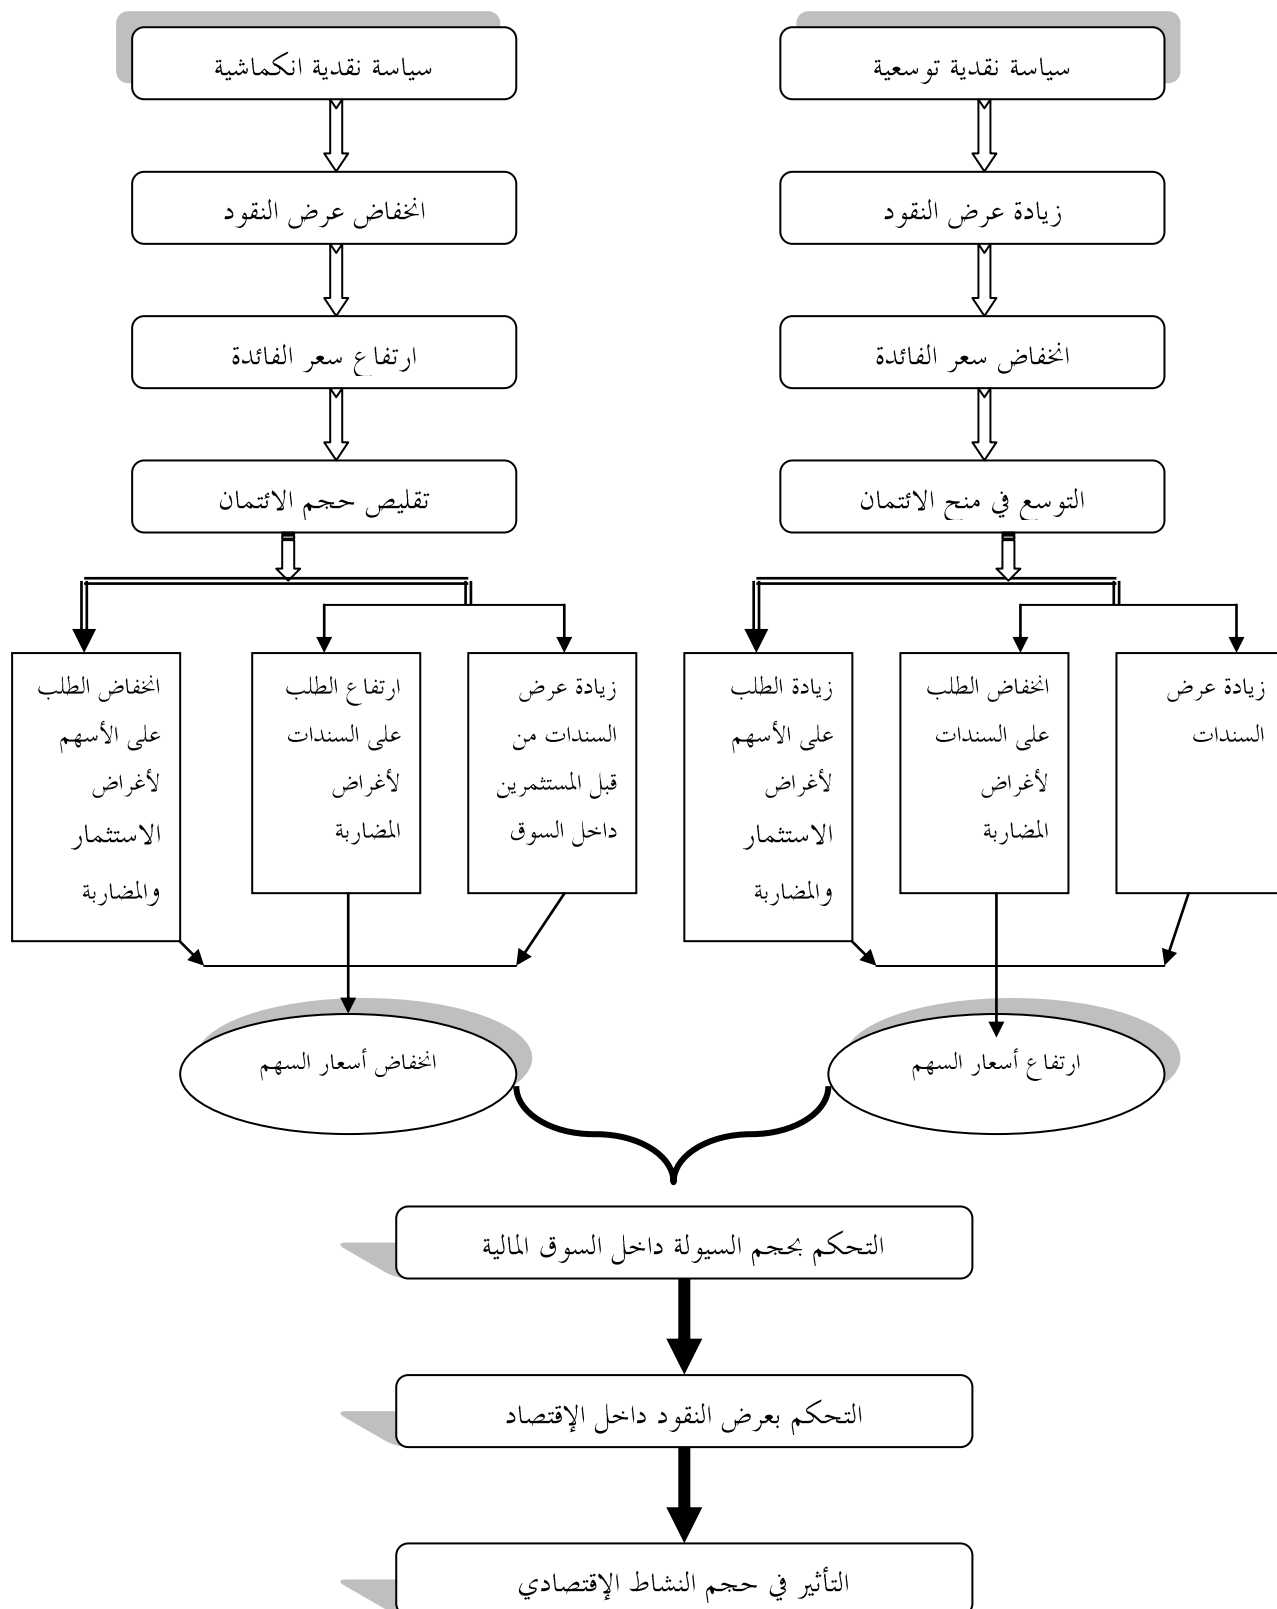 سياسة نقدية توسعية
سياسة نقدية انكماشية
زيادة عرض النقود
انخفاض عرض النقود
انخفاض سعر الفائدة
ارتفاع سعر الفائدة
التوسع في منح الائتمان
تقليص حجم الائتمان
زيادة عرض
السندات
انخفاض الطلب
على السندات
لأغراض
المضاربة
زيادة الطلب
على الأسهم
لأغراض
الاستثمار
والمضاربة
زيادة عرض
السندات من
قبل المستثمرين
داخل السوق
ارتفاع الطلب
على السندات
لأغراض
المضاربة
انخفاض الطلب
على الأسهم
لأغراض
الاستثمار
والمضاربة
ارتفاع أسعار السهم
انخفاض أسعار السهم
التحكم بحجم السيولة داخل السوق المالية
التحكم بعرض النقود داخل الإقتصاد
التأثير في حجم النشاط الإقتصادي